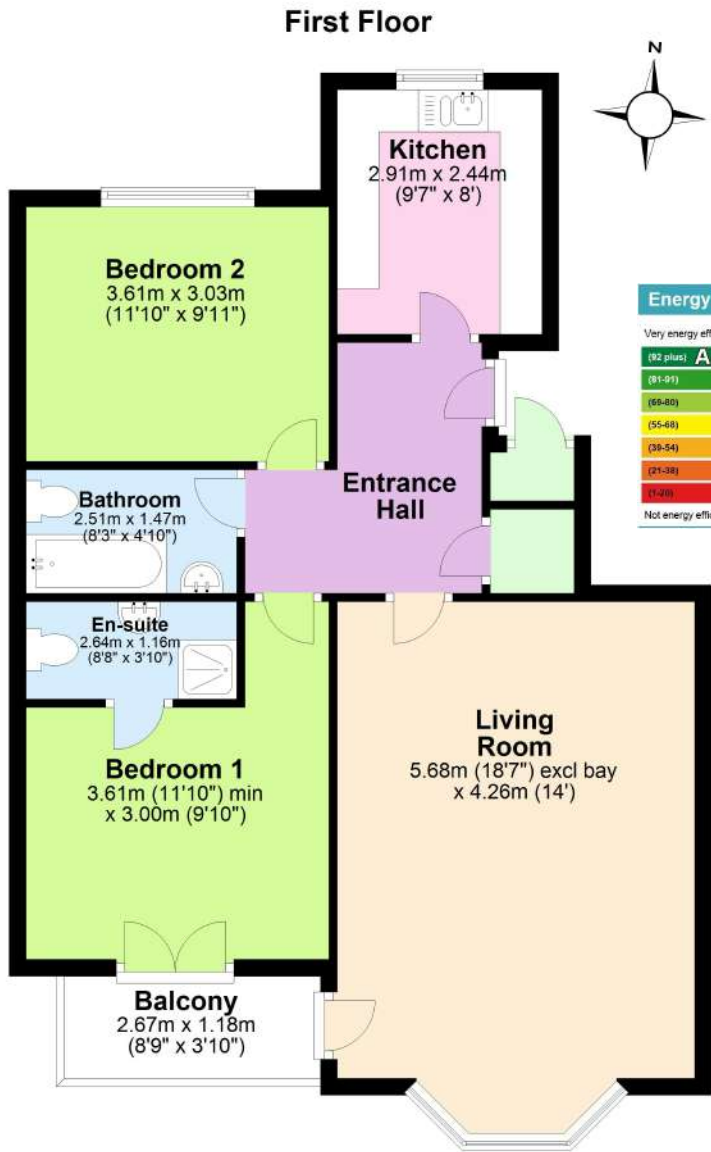 First Floor
N
Kitchen
2.91m x 2.44m
(9'7" x 8')
Bedroom 2
3.61m x 3.03m
(11'10" x 9'11")
Energy
Very energy eff
(92 plus) A
(81-91)
(69-80)
(55-68)
(39-54)
(21-38)
(1-20)
Not energy effic
Entrance
Hall
Bathroom
2.51m x 1.47m
(8'3" x 4'10")
En-suite
2.64m x 1.16m
(8'8" x 3'10")
Living
Room
5.68m (18'7") excl bay
x 4.26m (14')
Bedroom 1
3.61m (11'10") min
x 3.00m (9'10")
Balcony
2.67m x 1.18m
(8'9" x 3'10")